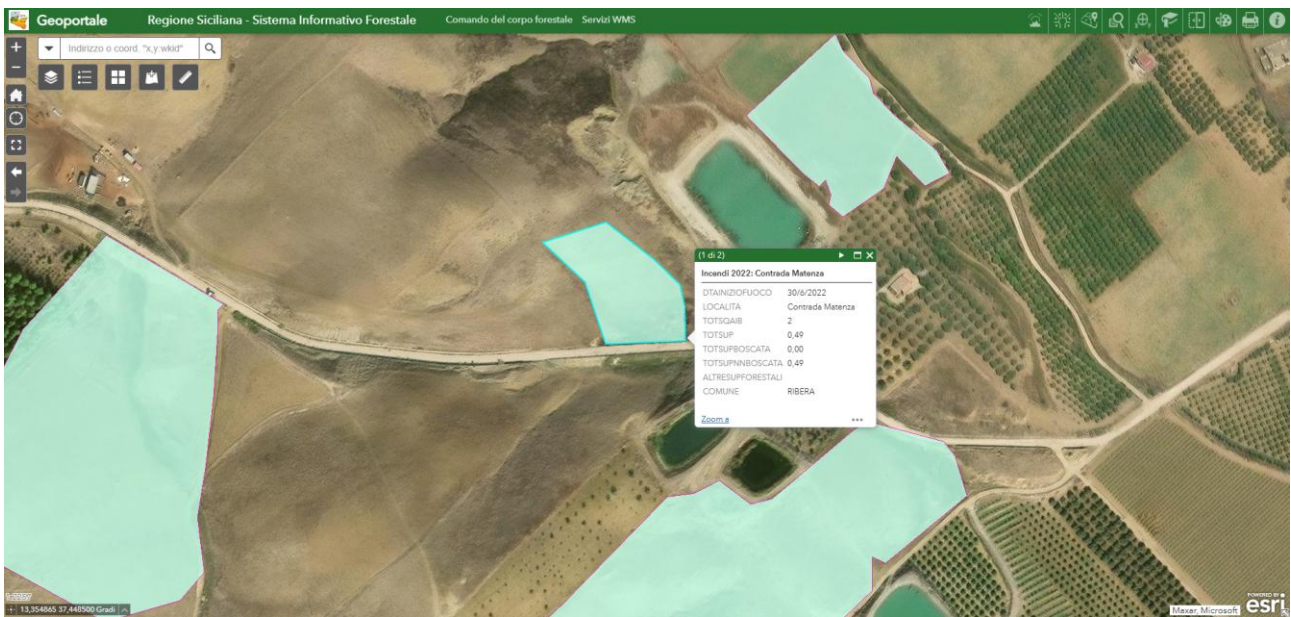 Geoportale Regione Siciliana - Sistema Informativo Forestale Comando del corpo forestale Servizi WMS
Indirizzo o coord. "x,y:wkid"
(1 di 2)
Incendi 2022: Contrada Matenza
DTAINIZIOFUOCO 30/6/2022
LOCALITA Contrada Matenza
TOTSQAIB 2
TOTSUP 0,49
TOTSUPBOSCATA 0,00
TOTSUPNNBOSCATA 0,49
ALTRESUPFORESTALI
COMUNE RIBERA
Zoom a
13,354865 37,448500 Gradi
Maxar, Microsoft
POWERED BY
esri